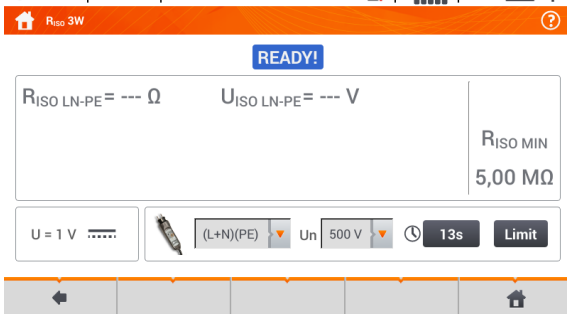 RISO 3W
?
READY!
RISO LN-PE= --- Ω UISO LN-PE= --- V
RISO MIN
5,00 MΩ
U = 1 V
(L+N)(PE) Un 500 V 13s Limit